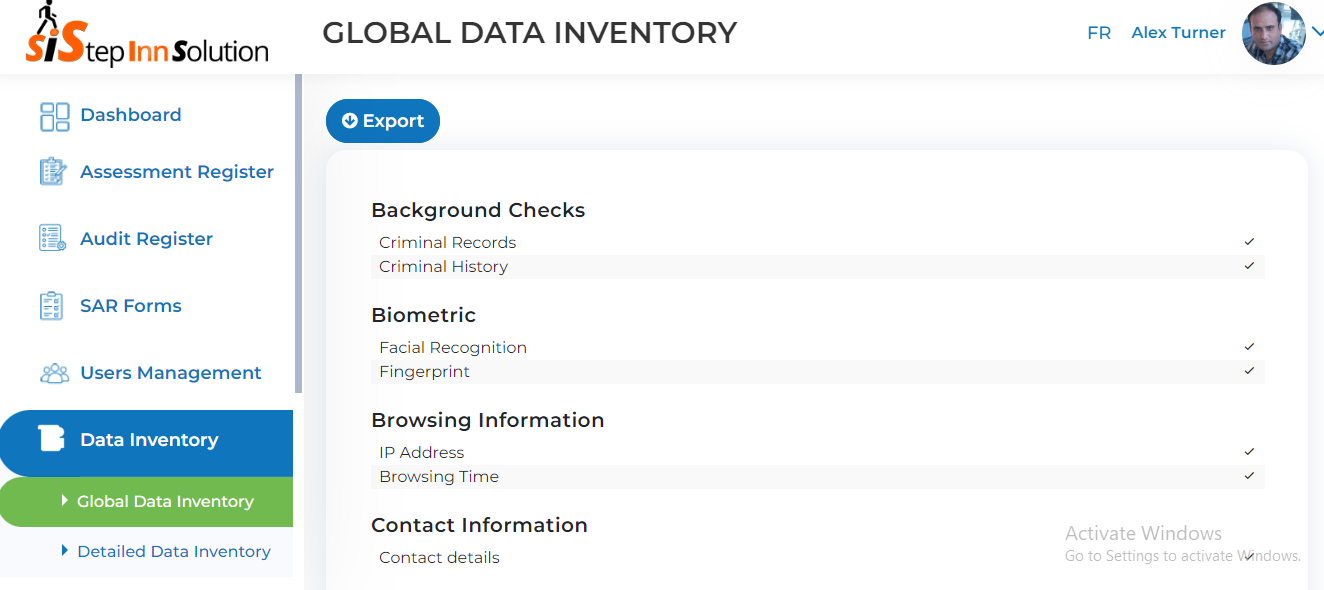 SiStep Inn Solution
GLOBAL DATA INVENTORY
FR
Alex Turner
Dashboard
Assessment Register
Audit Register
SAR Forms
Users Management
Data Inventory
Global Data Inventory
Detailed Data Inventory
Export
Background Checks
Criminal Records
Criminal History
Biometric
Facial Recognition
Fingerprint
Browsing Information
IP Address
Browsing Time
Contact Information
Contact details
Activate Windows
Go to Settings to activate Windows.